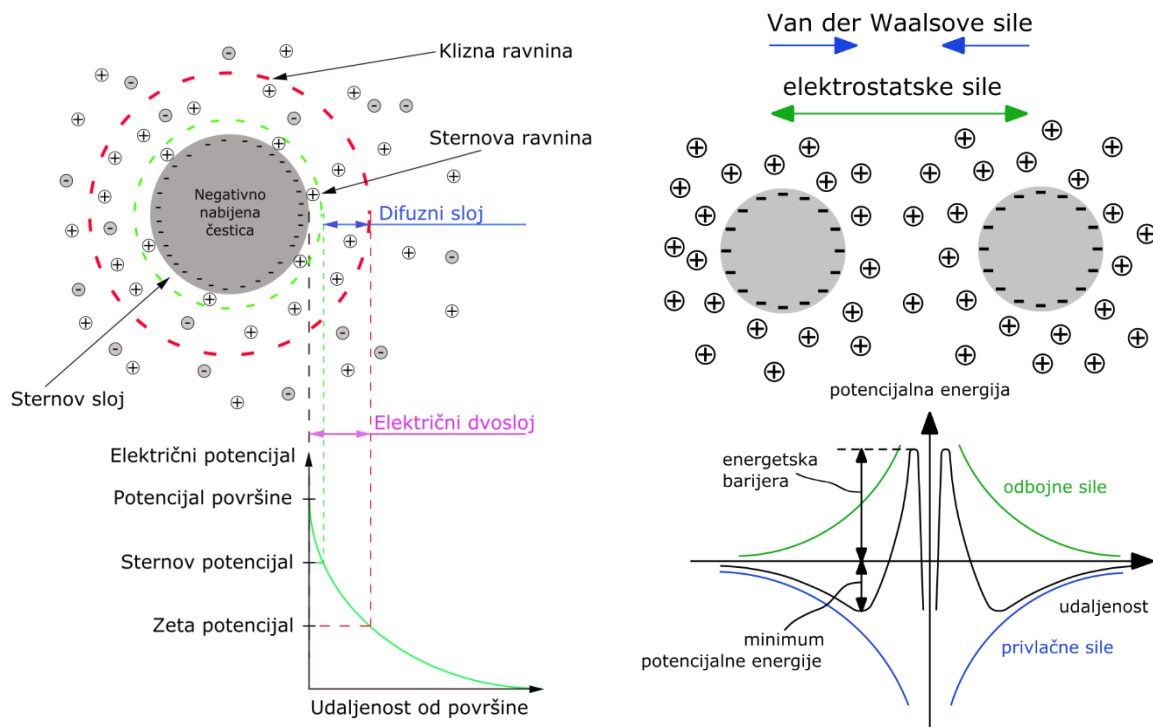 Klizna ravnina
Sternova ravnina
Negativno
nabijena
čestica
Difuzni sloj
Sternov sloj
Električni dvosloj
Električni potencijal
Potencijal površine
Sternov potencijal
Zeta potencijal
Udaljenost od površine
Van der Waalsove sile
elektrostatske sile
potencijalna energija
energetska
barijera
odbojne sile
udaljenost
minimum
potencijalne energije
privlačne sile